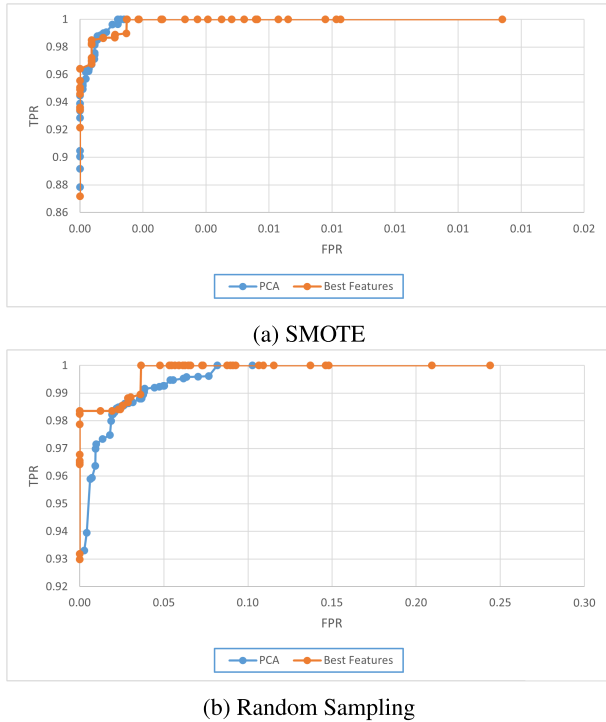 1
0.98
0.96
0.94
0.92
0.9
0.88
0.86
TPR
0.00 0.00 0.00 0.01 0.01 0.01 0.01 0.02
FPR
PCA Best Features
(a) SMOTE
1
0.99
0.98
0.97
0.96
0.95
0.94
0.93
0.92
TPR
0.00 0.05 0.10 0.15 0.20 0.25 0.30
FPR
PCA Best Features
(b) Random Sampling